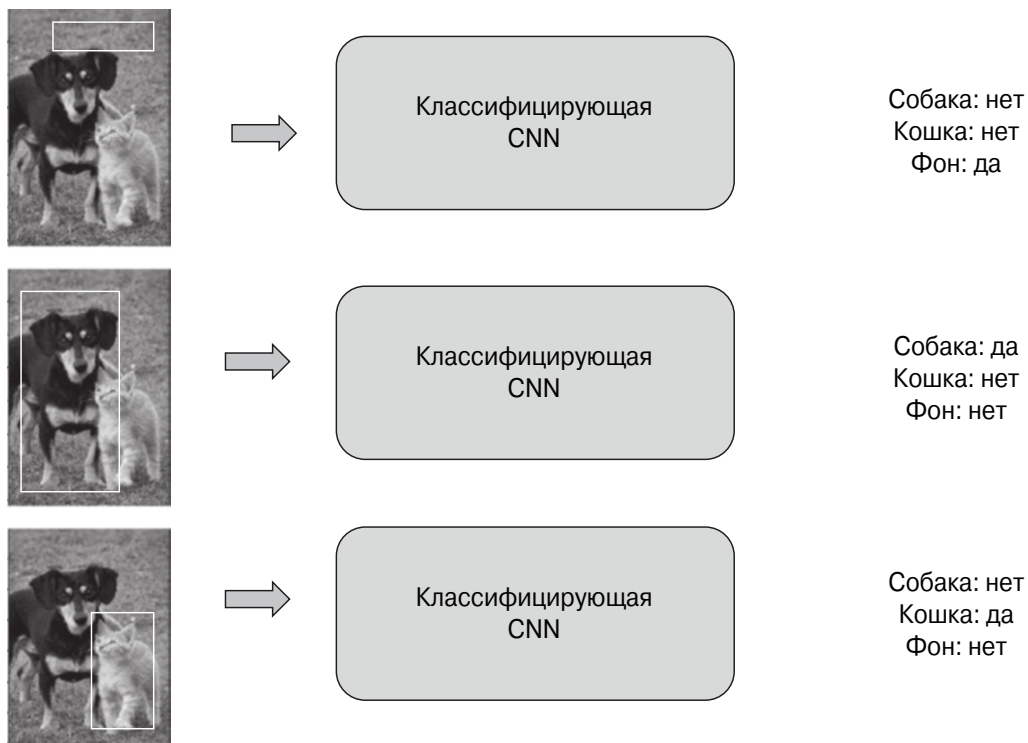 Классифицирующая
CNN
Собака: нет
Кошка: нет
Фон: да
Классифицирующая
CNN
Собака: да
Кошка: нет
Фон: нет
Классифицирующая
CNN
Собака: нет
Кошка: да
Фон: нет